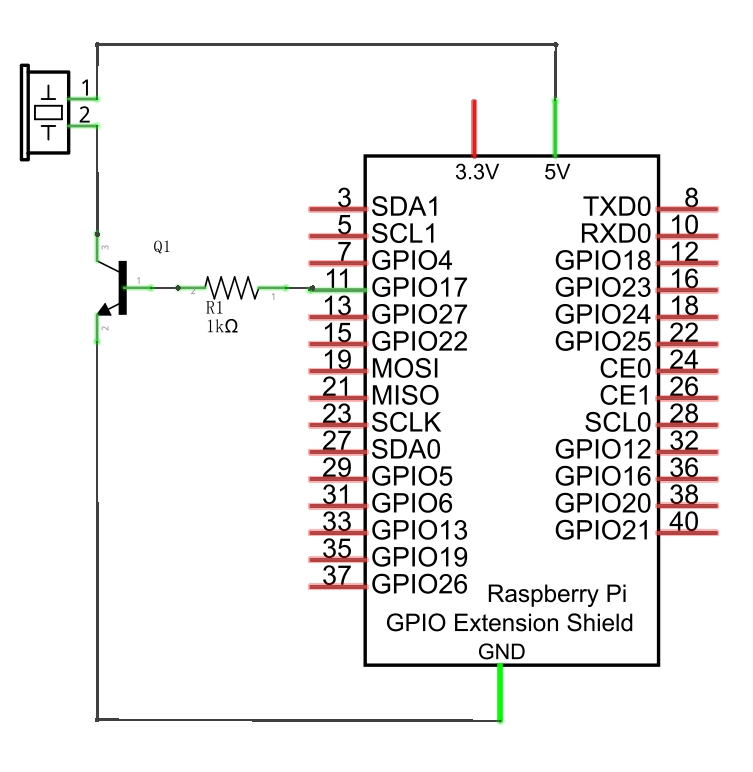 1
2
3.3V 5V
3 SDA1 TXD0 8
5 SCL1 RXD0 10
3 Q1 7 GPIO4 GPIO18 12
1 2 1 11 GPIO17 GPIO23 16
R1 13 GPIO27 GPIO24 18
1kΩ
2 15 GPIO22 GPIO25 22
19 MOSI CE0 24
21 MISO CE1 26
23 SCLK SCL0 28
27 SDA0 GPIO12 32
29 GPIO5 GPIO16 36
31 GPIO6 GPIO20 38
33 GPIO13 GPIO21 40
35 GPIO19
37 GPIO26
Raspberry Pi
GPIO Extension Shield
GND